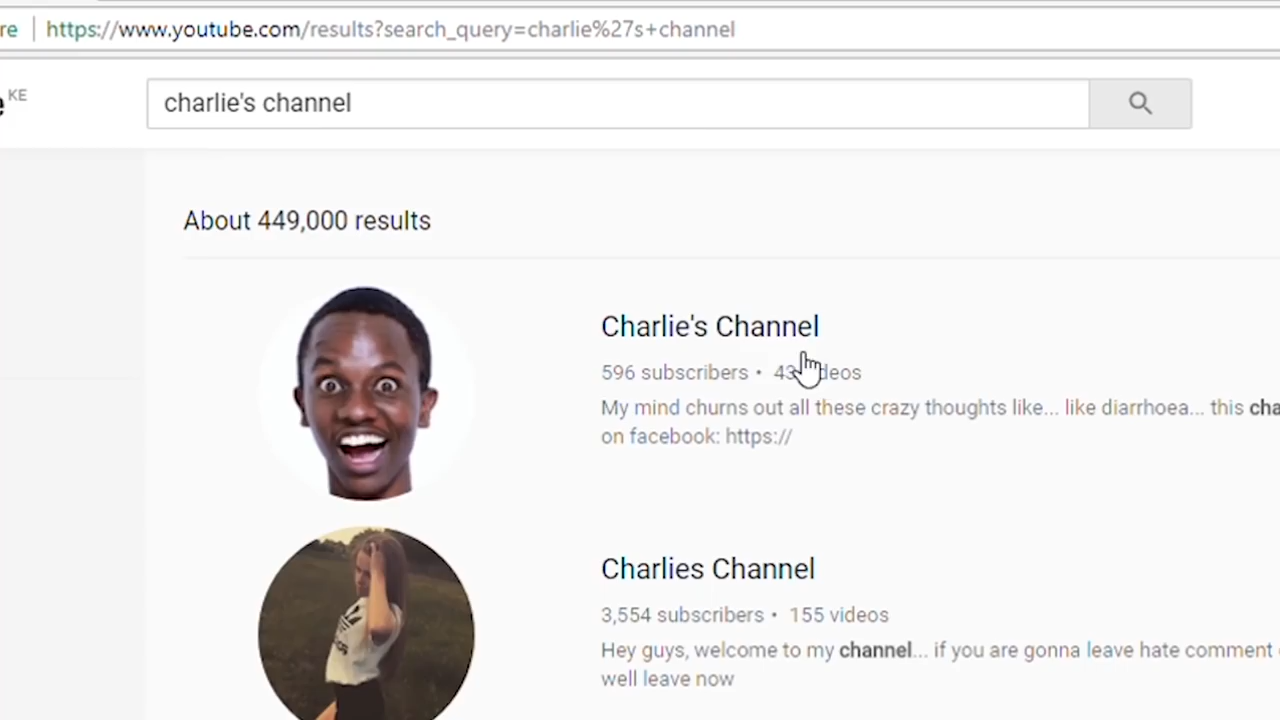 re https://www.youtube.com/results?search_query=charlie%27s+channel
e KE
charlie's channel
About 449,000 results
Charlie's Channel
596 subscribers •
My mind churns out all these crazy thoughts like... like diarrhoea... this cha
on facebook: https://
Charlies Channel
3,554 subscribers • 155 videos
Hey guys, welcome to my channel... if you are gonna leave hate comment
well leave now